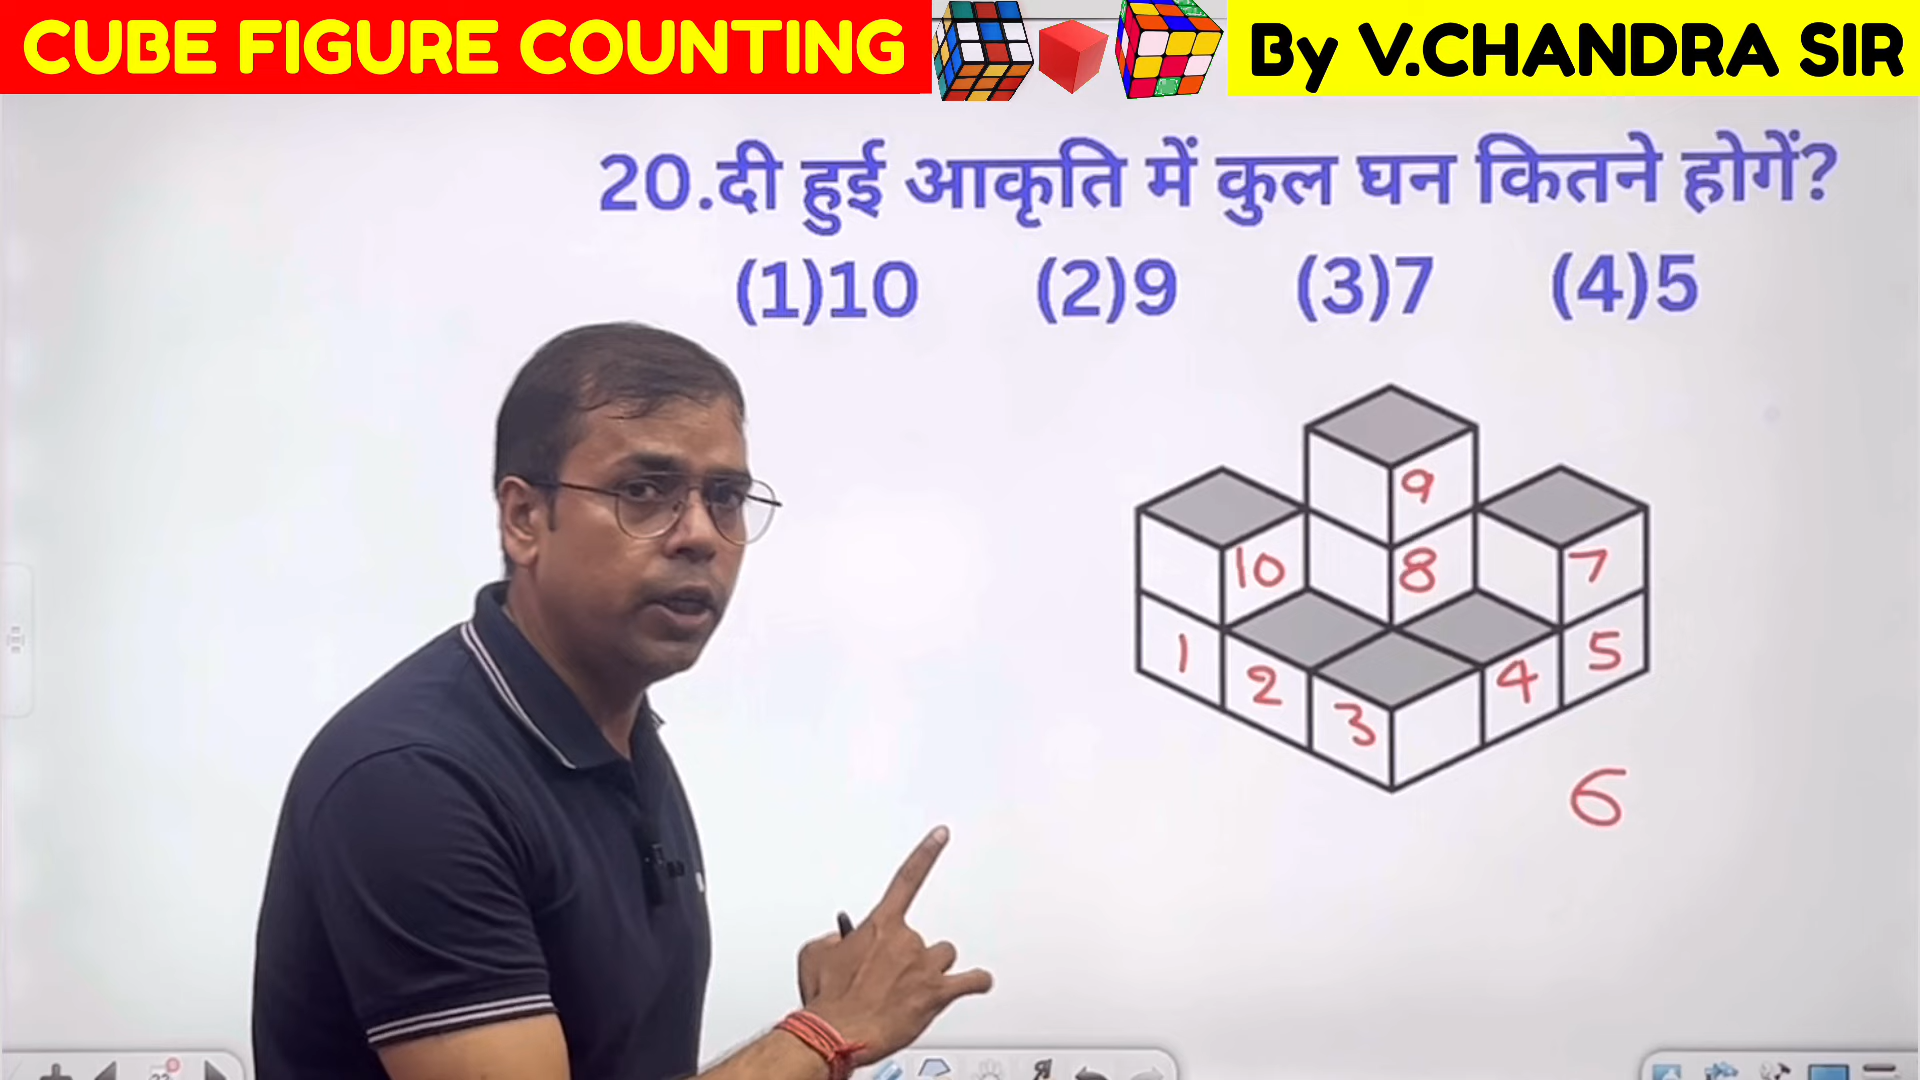 CUBE FIGURE COUNTING By V.CHANDRA SIR
20.दी हुई आकृति में कुल घन कितने होगें?
(1)10 (2)9 (3)7 (4)5
9
10 8 7
1 2 3 4 5
6